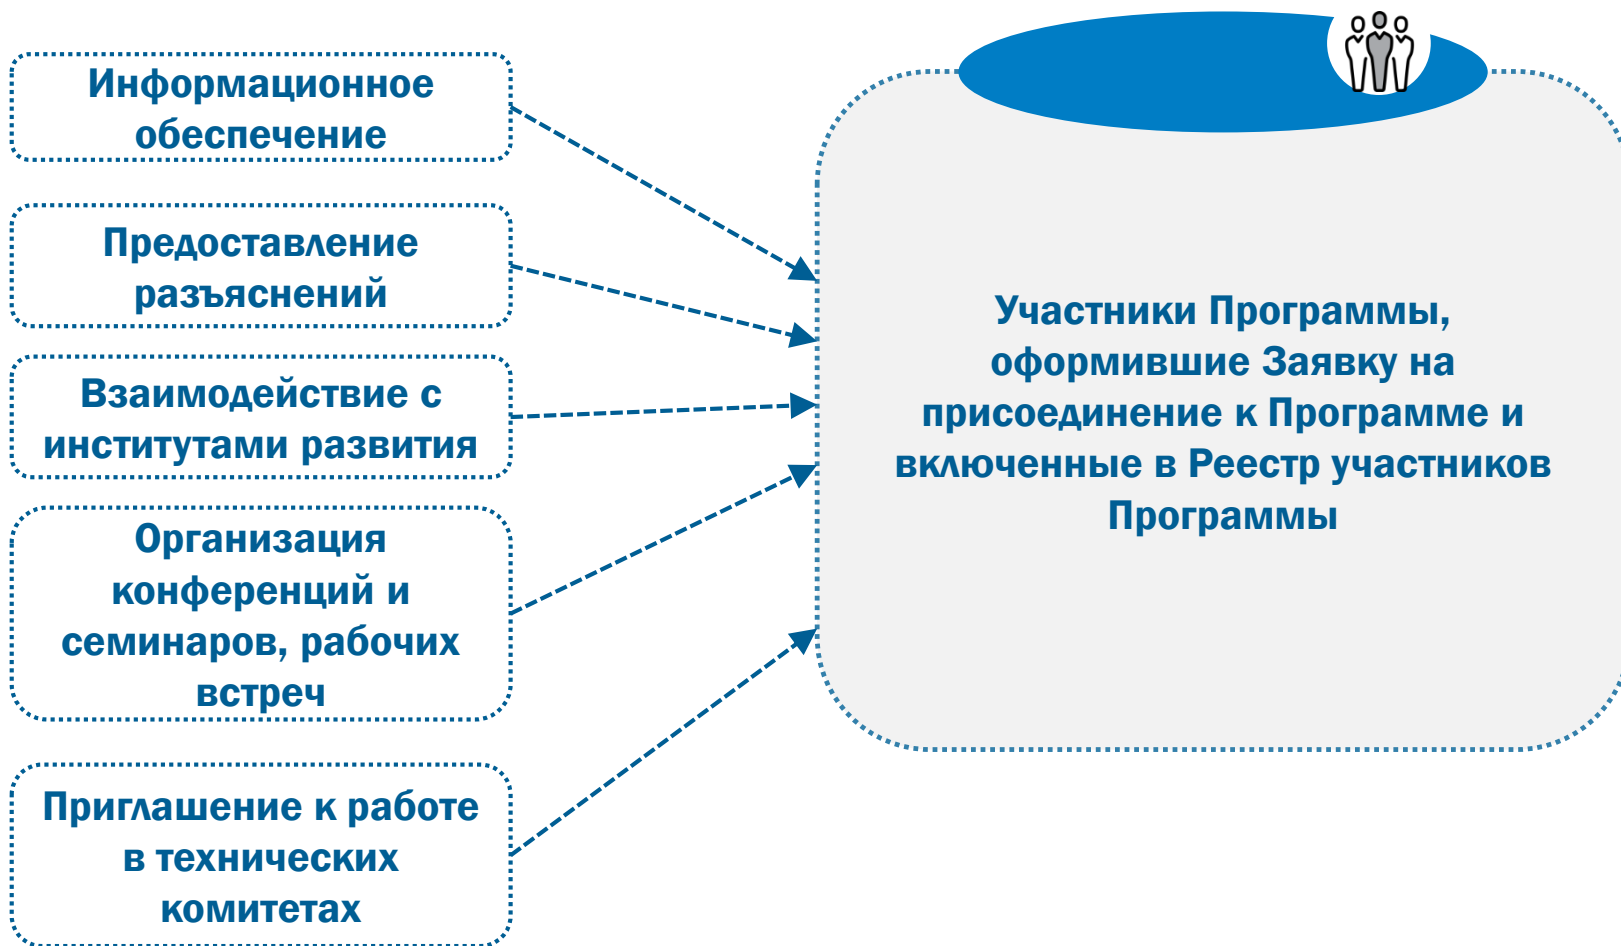 Информационное
обеспечение
Предоставление
разъяснений
Взаимодействие с
институтами развития
Организация
конференций и
семинаров, рабочих
встреч
Приглашение к работе
в технических
комитетах
Участники Программы,
оформившие Заявку на
присоединение к Программе и
включенные в Реестр участников
Программы